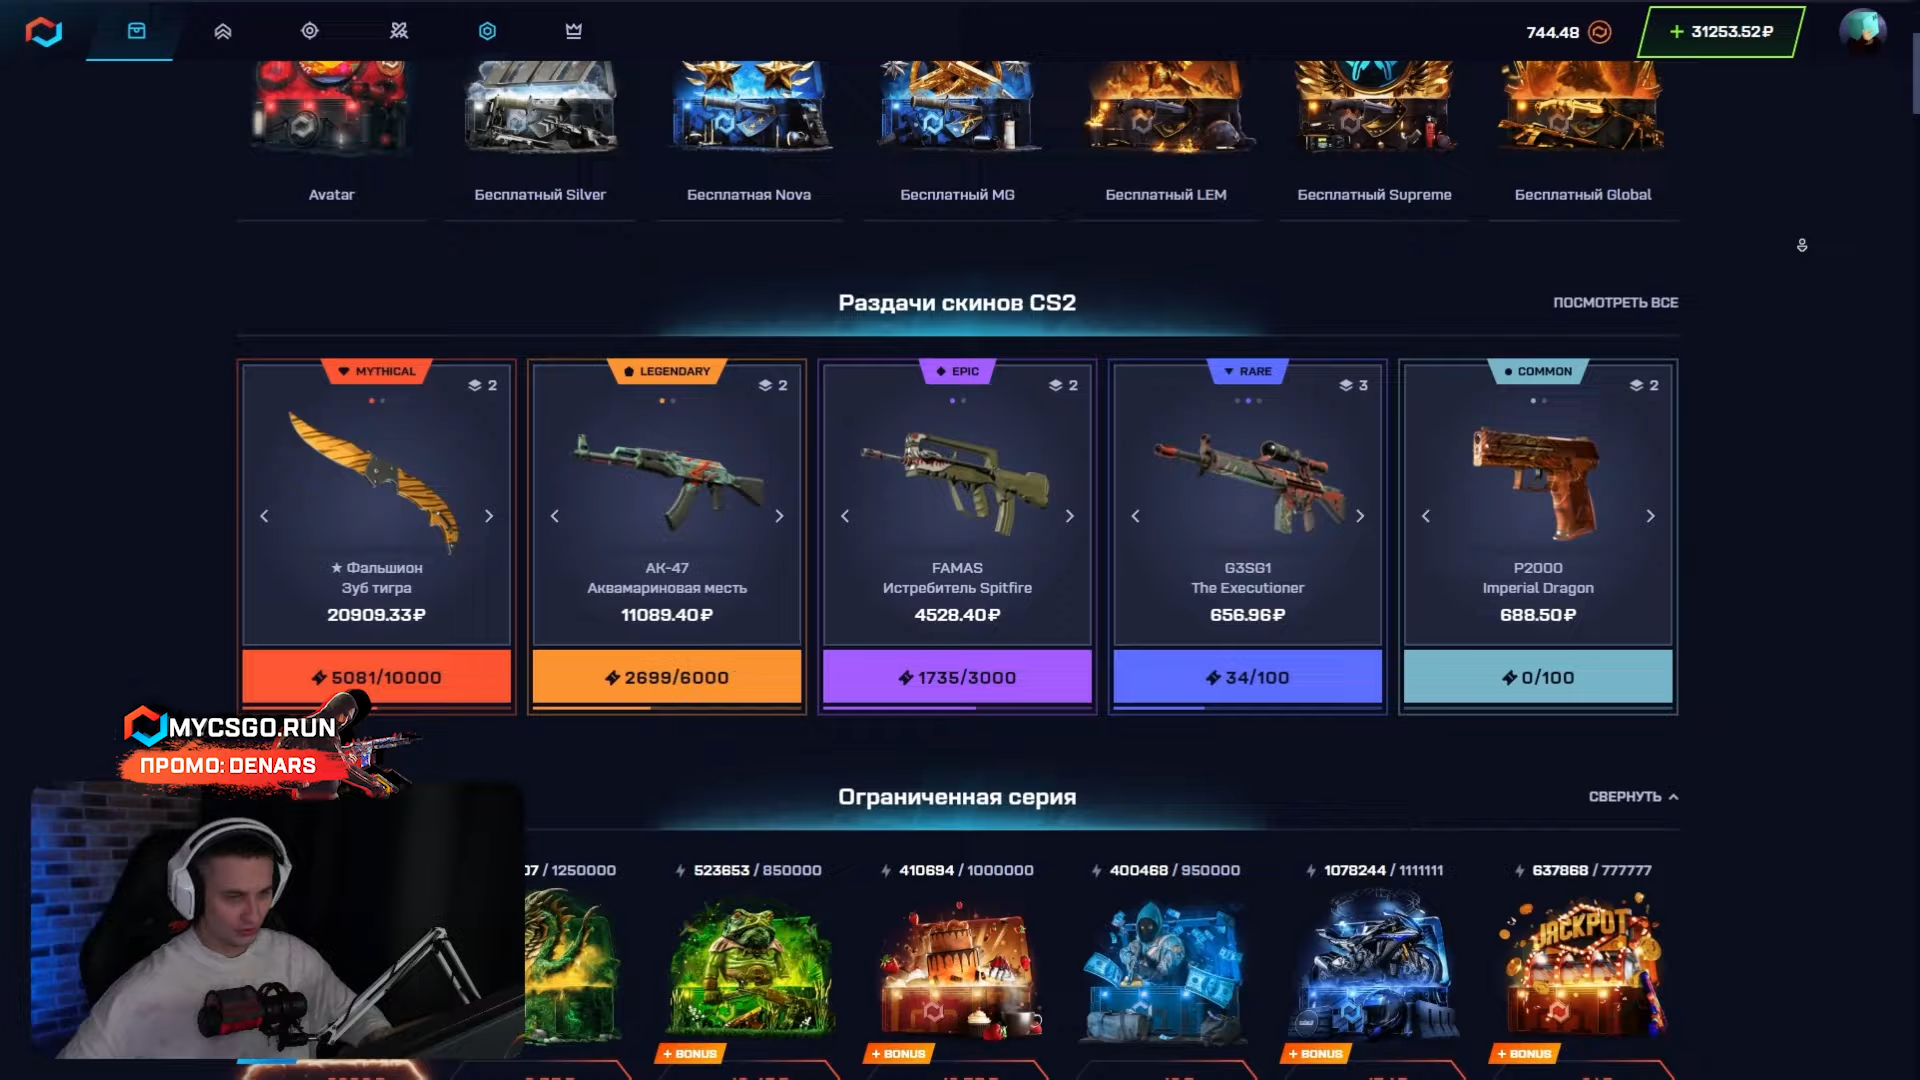 744.48
+ 31253.52₽
Avatar
Бесплатный Silver
Бесплатная Nova
Бесплатный MG
Бесплатный LEM
Бесплатный Supreme
Бесплатный Global
Раздачи скинов CS2
ПОСМОТРЕТЬ ВСЕ
MYTHICAL
2
★ Фальшион
Зуб тигра
20909.33₽
5081/10000
LEGENDARY
2
AK-47
Аквамариновая месть
11089.40₽
2699/6000
EPIC
2
FAMAS
Истребитель Spitfire
4528.40₽
1735/3000
RARE
3
G3SG1
The Executioner
656.96₽
34/100
COMMON
2
P2000
Imperial Dragon
688.50₽
0/100
MYCSGO.RUN
ПРОМО: DENARS
Ограниченная серия
СВЕРНУТЬ
07 / 1250000
523653 / 850000
410694 / 1000000
400468 / 950000
1078244 / 1111111
637868 / 777777
JACKPOT
+ BONUS
+ BONUS
+ BONUS
+ BONUS